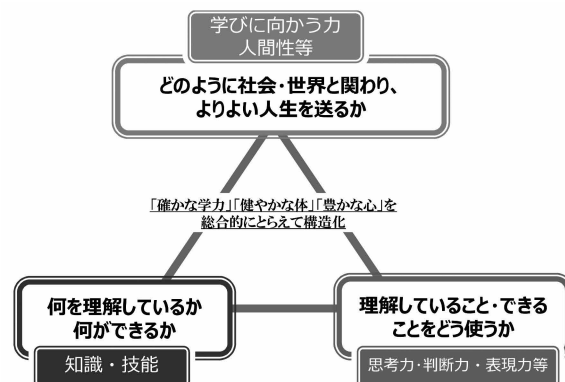 学びに向かう力
人間性等
どのように社会・世界と関わり、
よりよい人生を送るか
「確かな学力」「健やかな体」「豊かな心」を
総合的にとらえて構造化
何を理解しているか
何ができるか
知識・技能
理解していること・できる
ことをどう使うか
思考力・判断力・表現力等